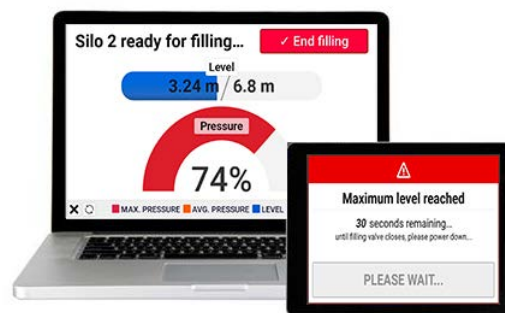 Silo 2 ready for filling...
✓ End filling
Level
3.24 m / 6.8 m
Pressure
74%
MAX. PRESSURE AVG. PRESSURE LEVEL
Maximum level reached
30 seconds remaining...
until filling valve closes, please power down...
PLEASE WAIT...